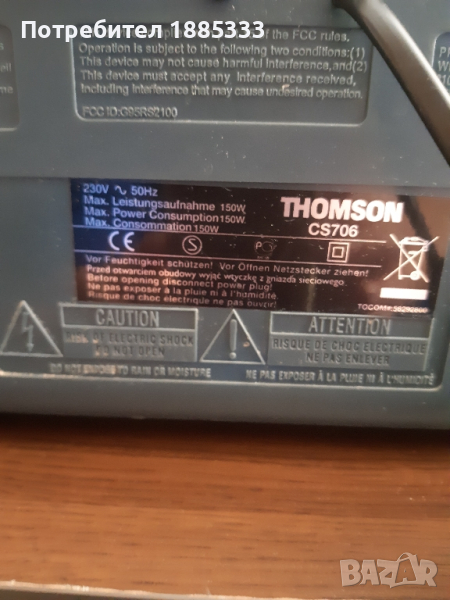 Потребител 1885333
of the FCC rules.
Operation is subject to the following two conditions:(1)
This device may not cause harmful interference,and(2)
This device must accept any Interference received,
including Interference that may cause undesired operation.
FCC ID:G95RS2100
230V ∿ 50Hz
Max. Leistungsaufnahme 150W
Max. Power Consumption 150W
Max. Consommation 150W
THOMSON
CS706
CE S
Vor Feuchtigkeit schützen! Vor Öffnen Netzstecker ziehen!
Przed otwarciem obudowy wyjąć wtyczkę z gniazda sieciowego.
Before opening disconnect power plug!
Ne pas exposer à la pluie ni à l'humidité.
Risque de choc électrique ne pas ouvrir!
TOCOM#:36290860
CAUTION
RISK OF ELECTRIC SHOCK
DO NOT OPEN
ATTENTION
RISQUE DE CHOC ELECTRIQUE
NE PAS ENLEVER
DO NOT EXPOSE TO RAIN OR MOISTURE
NE PAS EXPOSER À LA PLUIE NI À L'HUMIDITÉ
BAZAR